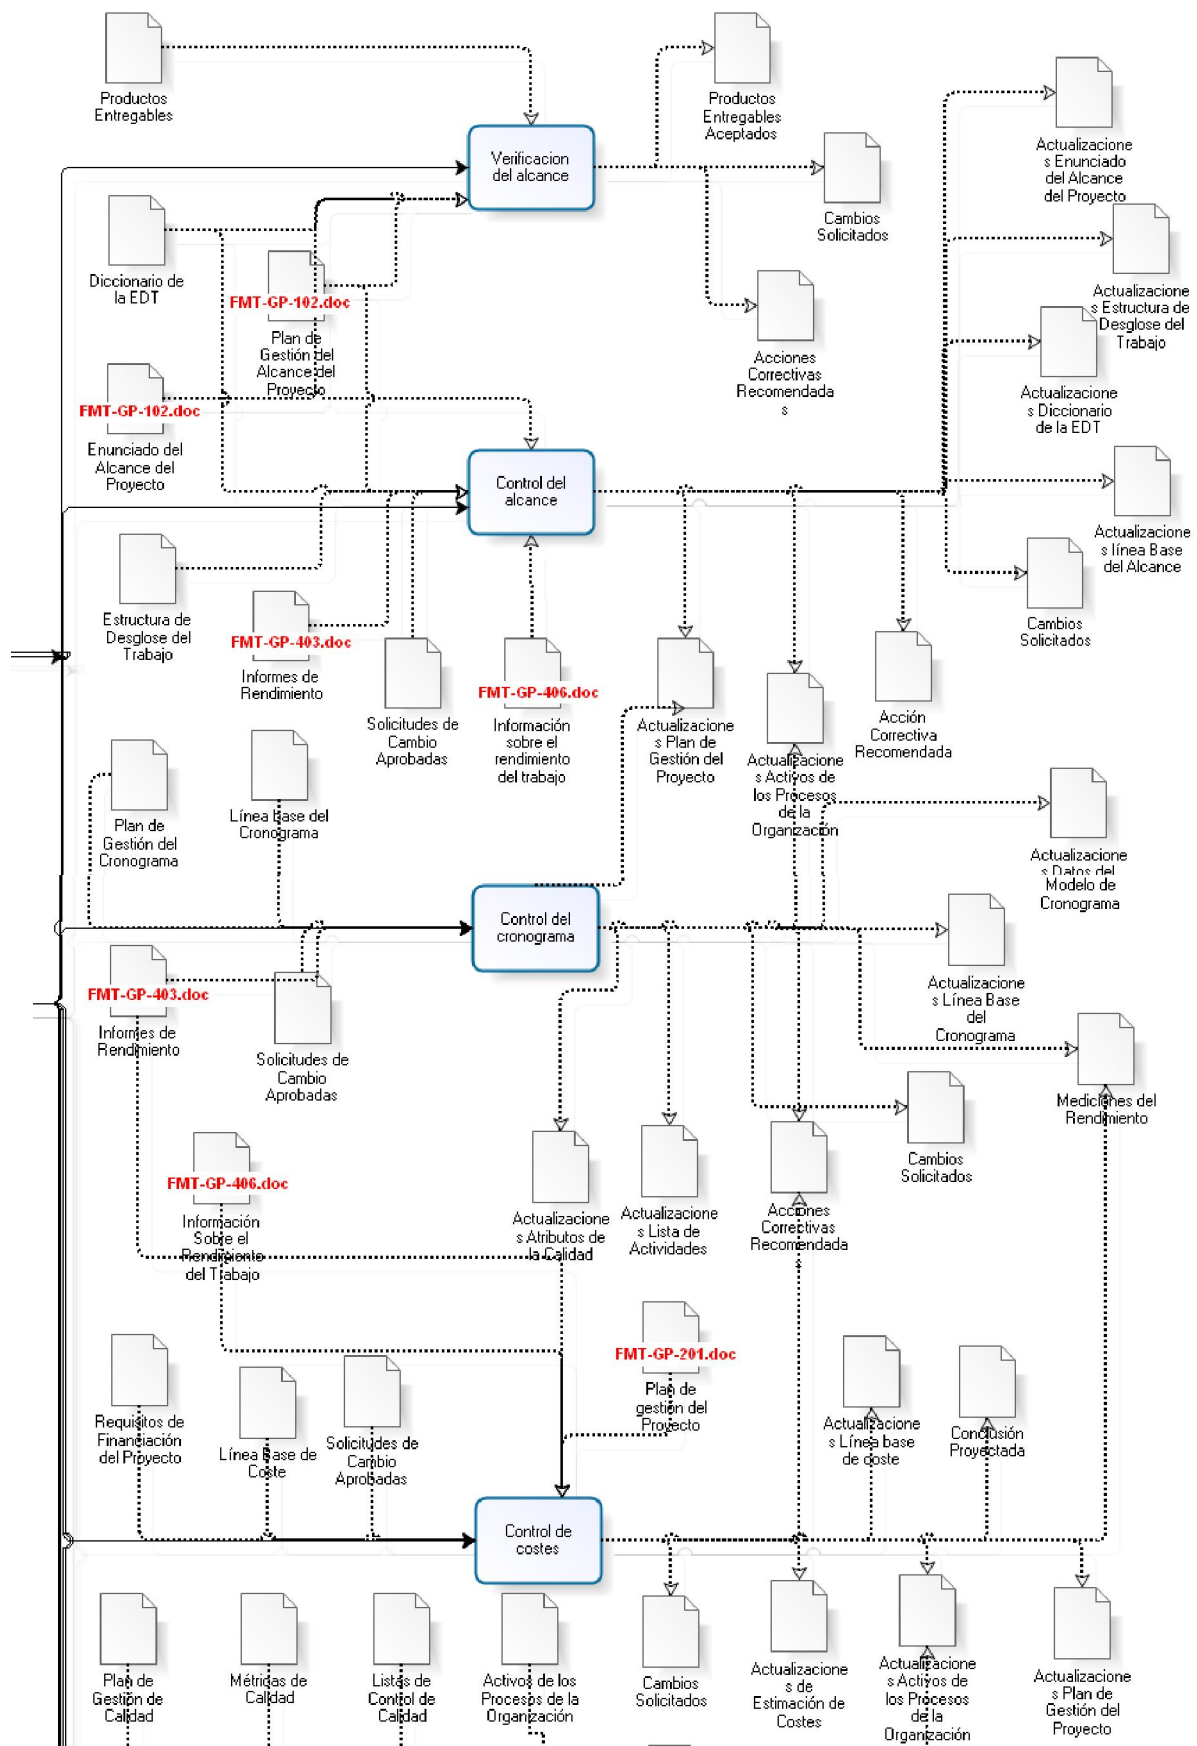 Productos
Entregables
Productos
Entregables
Aceptados
Actualizacione
s Enunciado
del Alcance
del Proyecto
Verificacion
del alcance
Cambios
Solicitados
Diccionario de
la EDT
FMT-GP-102.doc
Plan de
Gestión del
Alcance del
Proyecto
Actualizacione
s Estructura de
Desglose del
Trabajo
Acciones
Correctivas
Recomendada
s
Actualizacione
s Diccionario
de la EDT
FMT-GP-102.doc
Enunciado del
Alcance del
Proyecto
Control del
alcance
Actualizacione
s línea Base
del Alcance
Estructura de
Desglose del
Trabajo
FMT-GP-403.doc
Informes de
Rendimiento
Solicitudes de
Cambio
Aprobadas
FMT-GP-406.doc
Información
sobre el
rendimiento
del trabajo
Actualizacione
s Plan de
Gestión del
Proyecto
Actualizacione
s Activos de
los Procesos
de la
Organización
Acción
Correctiva
Recomendada
Cambios
Solicitados
Plan de
Gestión del
Cronograma
Línea Base del
Cronograma
Actualizacione
s Datos del
Modelo de
Cronograma
Control del
cronograma
Actualizacione
s Línea Base
del
Cronograma
FMT-GP-403.doc
Informes de
Rendimiento
Solicitudes de
Cambio
Aprobadas
Mediciones del
Rendimiento
Cambios
Solicitados
FMT-GP-406.doc
Información
Sobre el
Rendimiento
del Trabajo
Actualizacione
s Atributos de
la Calidad
Actualizacione
s Lista de
Actividades
Acciones
Correctivas
Recomendada
s
FMT-GP-201.doc
Plan de
gestión del
Proyecto
Requisitos de
Financiación
del Proyecto
Línea Base de
Coste
Solicitudes de
Cambio
Aprobadas
Actualizacione
s Línea base
de coste
Conclusión
Proyectada
Control de
costes
Plan de
Gestión de
Calidad
Métricas de
Calidad
Listas de
Control de
Calidad
Activos de los
Procesos de la
Organización
Cambios
Solicitados
Actualizacione
s de
Estimación de
Costes
Actualizacione
s Activos de
los Procesos
de la
Organización
Actualizacione
s Plan de
Gestión del
Proyecto